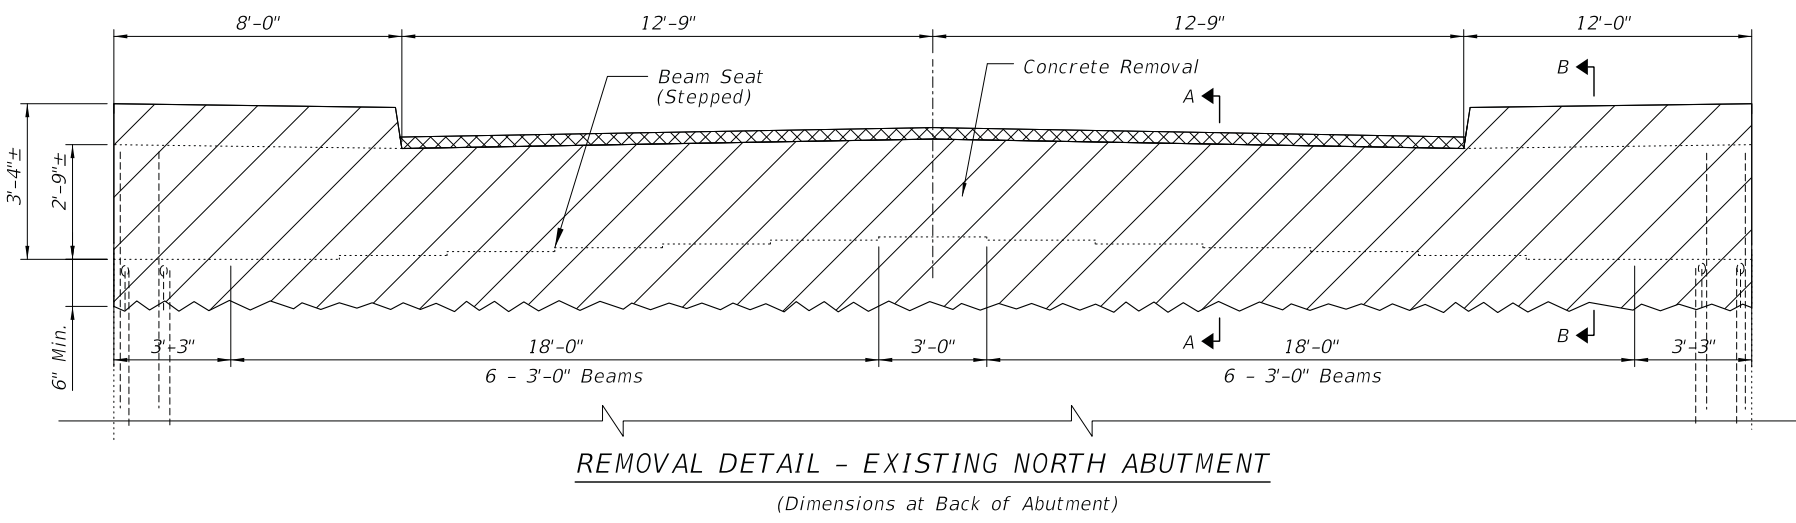 8'-0"
12'-9"
12-9"
12'-0"
Beam Seat
(Stepped)
Concrete Removal
A
B
3'-4"±
2'-9"±
6" Min.
A
B
3'-3"
18'-0"
3'-0"
18'-0"
3'-3"
6 - 3'-0" Beams
6 - 3'-0" Beams
REMOVAL DETAIL - EXISTING NORTH ABUTMENT
(Dimensions at Back of Abutment)